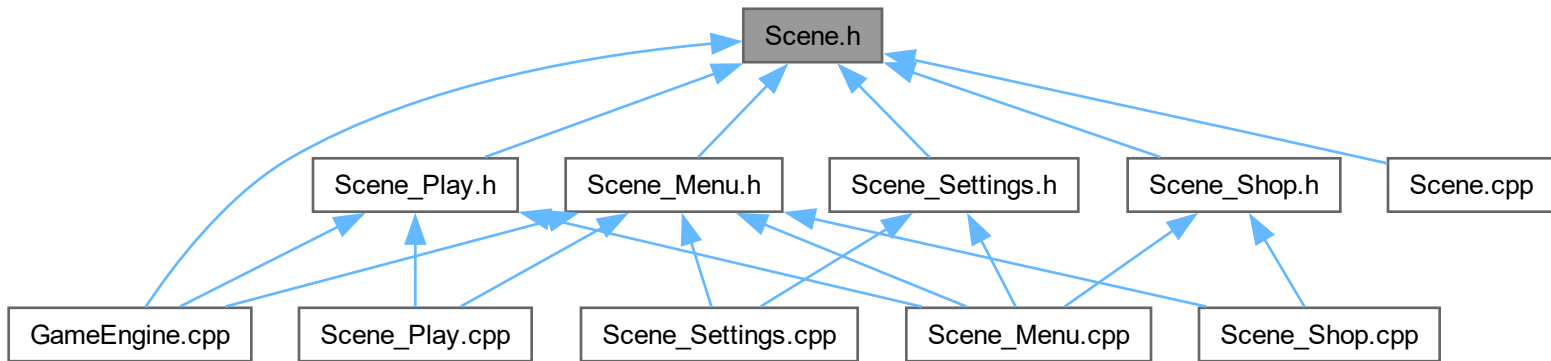 Scene.h
Scene_Play.h
Scene_Menu.h
Scene_Settings.h
Scene_Shop.h
Scene.cpp
GameEngine.cpp
Scene_Play.cpp
Scene_Settings.cpp
Scene_Menu.cpp
Scene_Shop.cpp